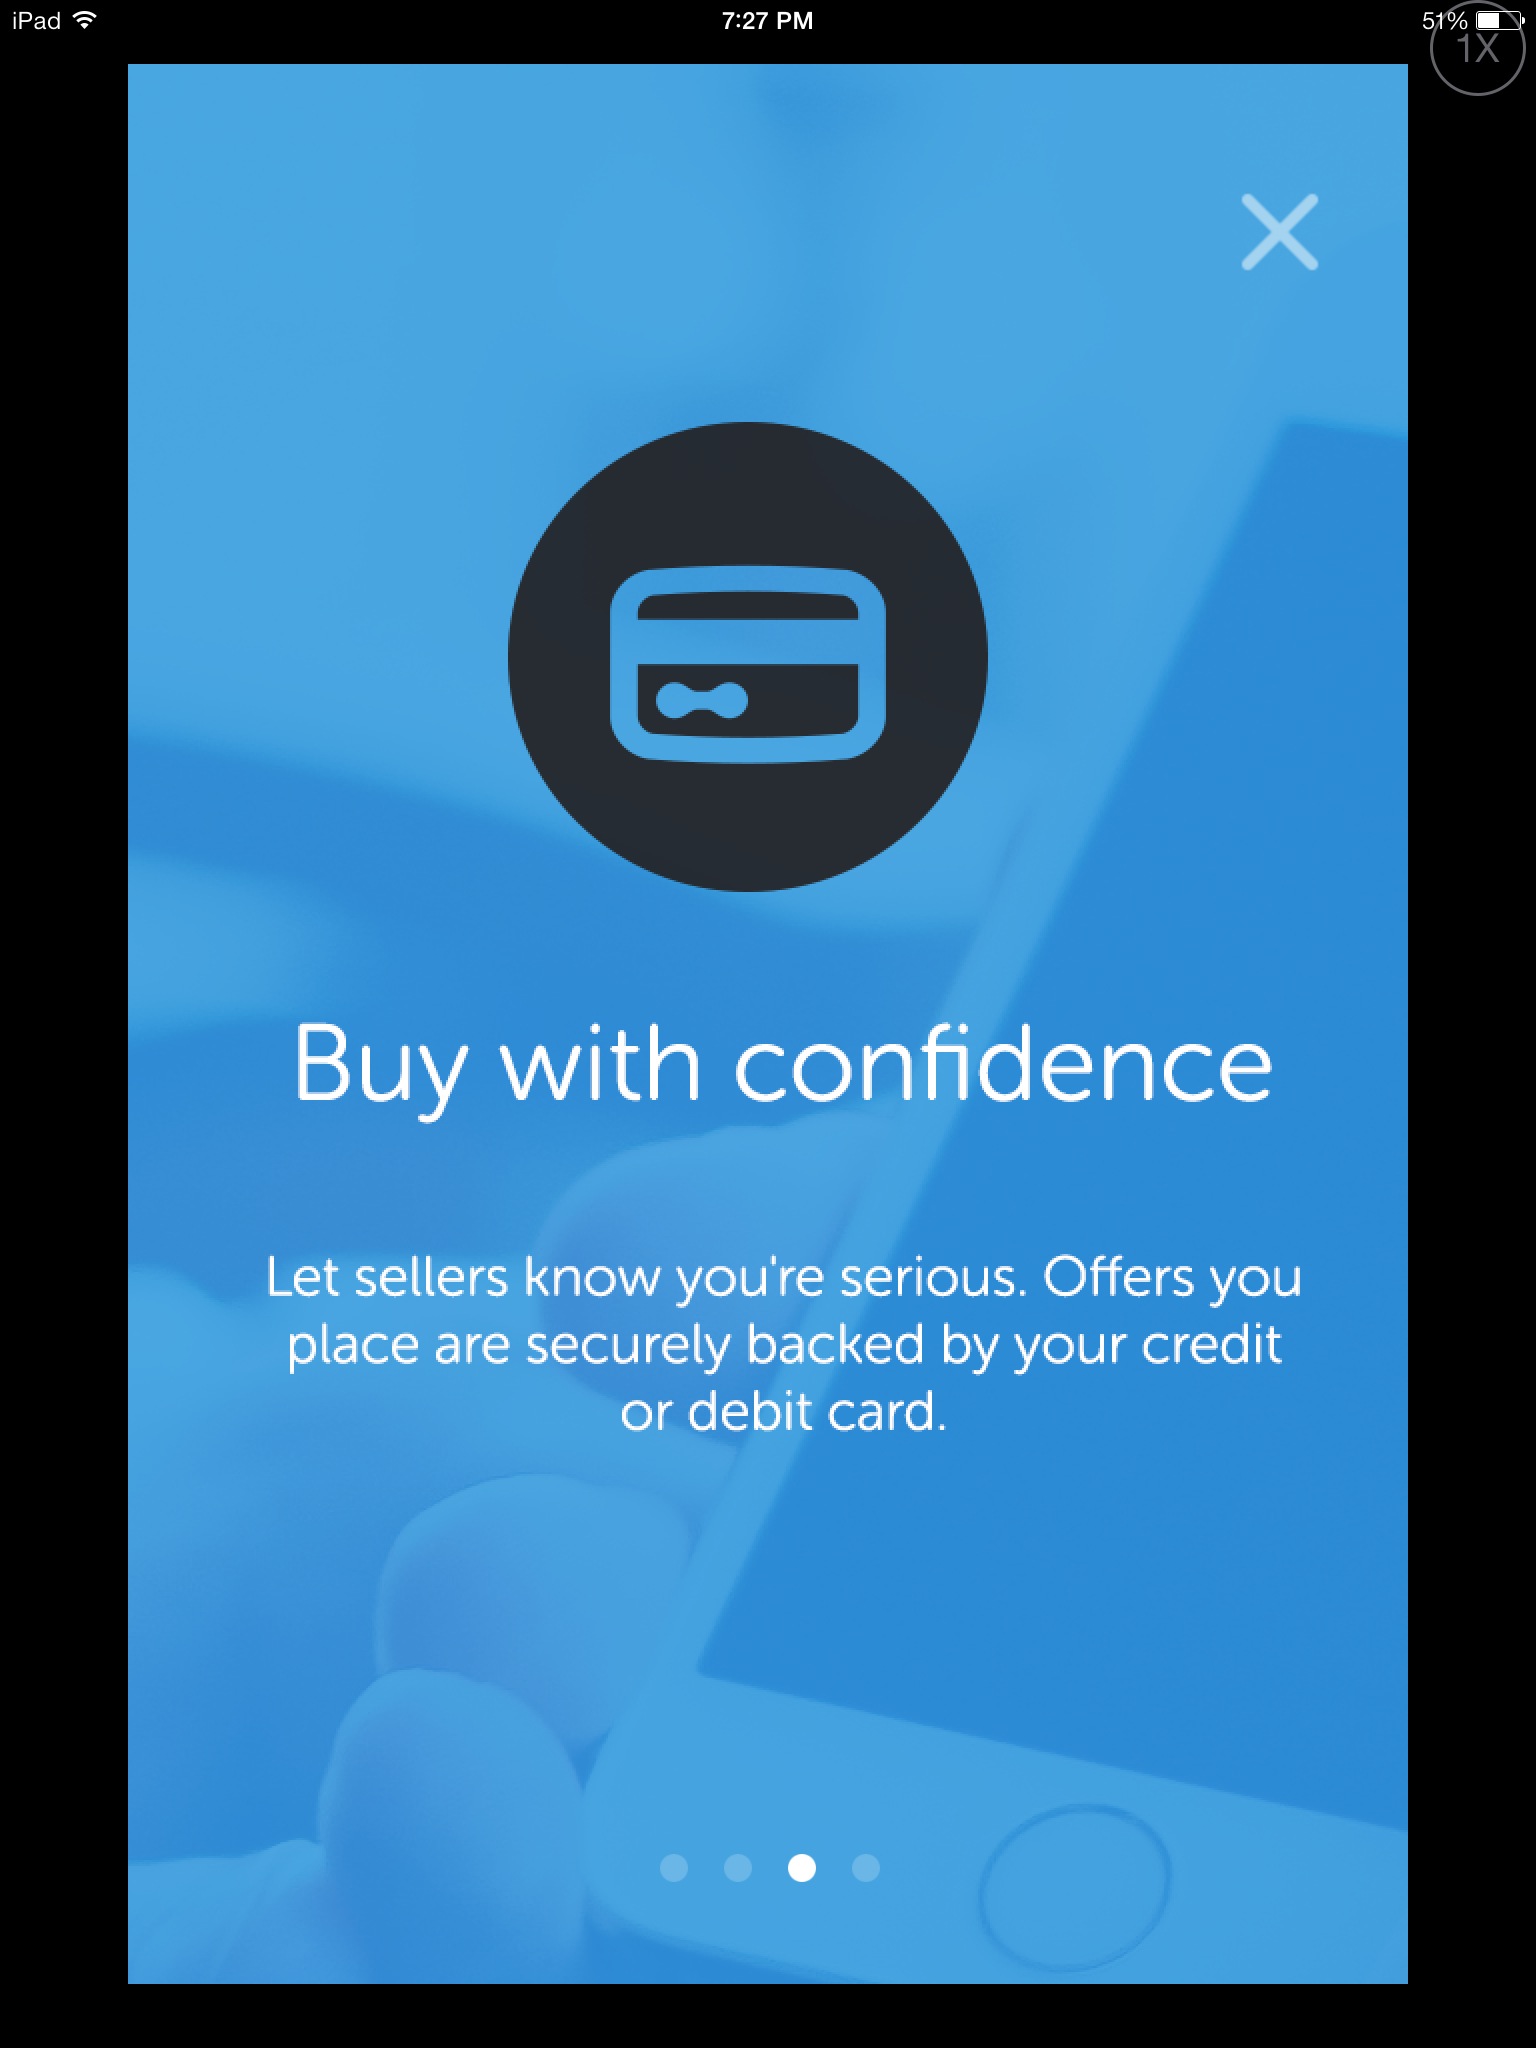 iPad 7:27 PM 51%
1X
Buy with confidence
Let sellers know you're serious. Offers you
place are securely backed by your credit
or debit card.